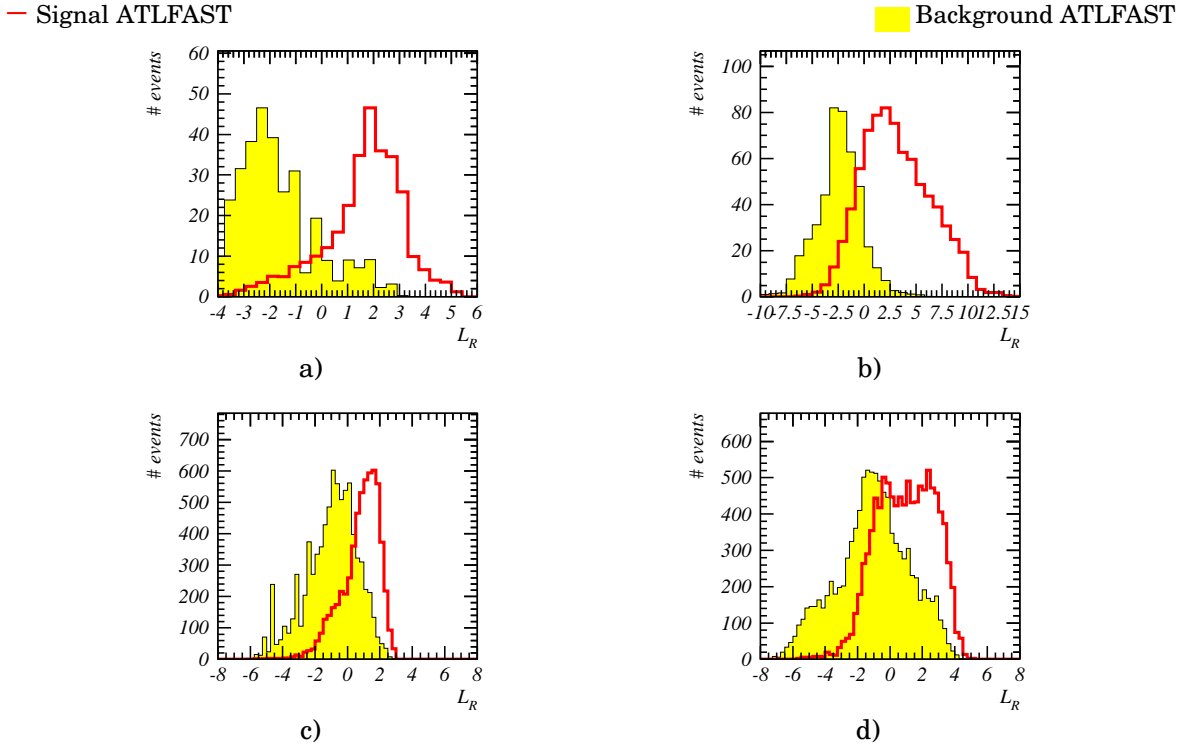 Signal ATLFAST
Background ATLFAST
# events
60
50
40
30
20
10
0
-4 -3 -2 -1 0 1 2 3 4 5 6
L_R
a)
# events
100
80
60
40
20
0
-10 -7.5 -5 -2.5 0 2.5 5 7.5 10 12.5 15
L_R
b)
# events
700
600
500
400
300
200
100
0
-8 -6 -4 -2 0 2 4 6 8
L_R
c)
# events
600
500
400
300
200
100
0
-8 -6 -4 -2 0 2 4 6 8
L_R
d)